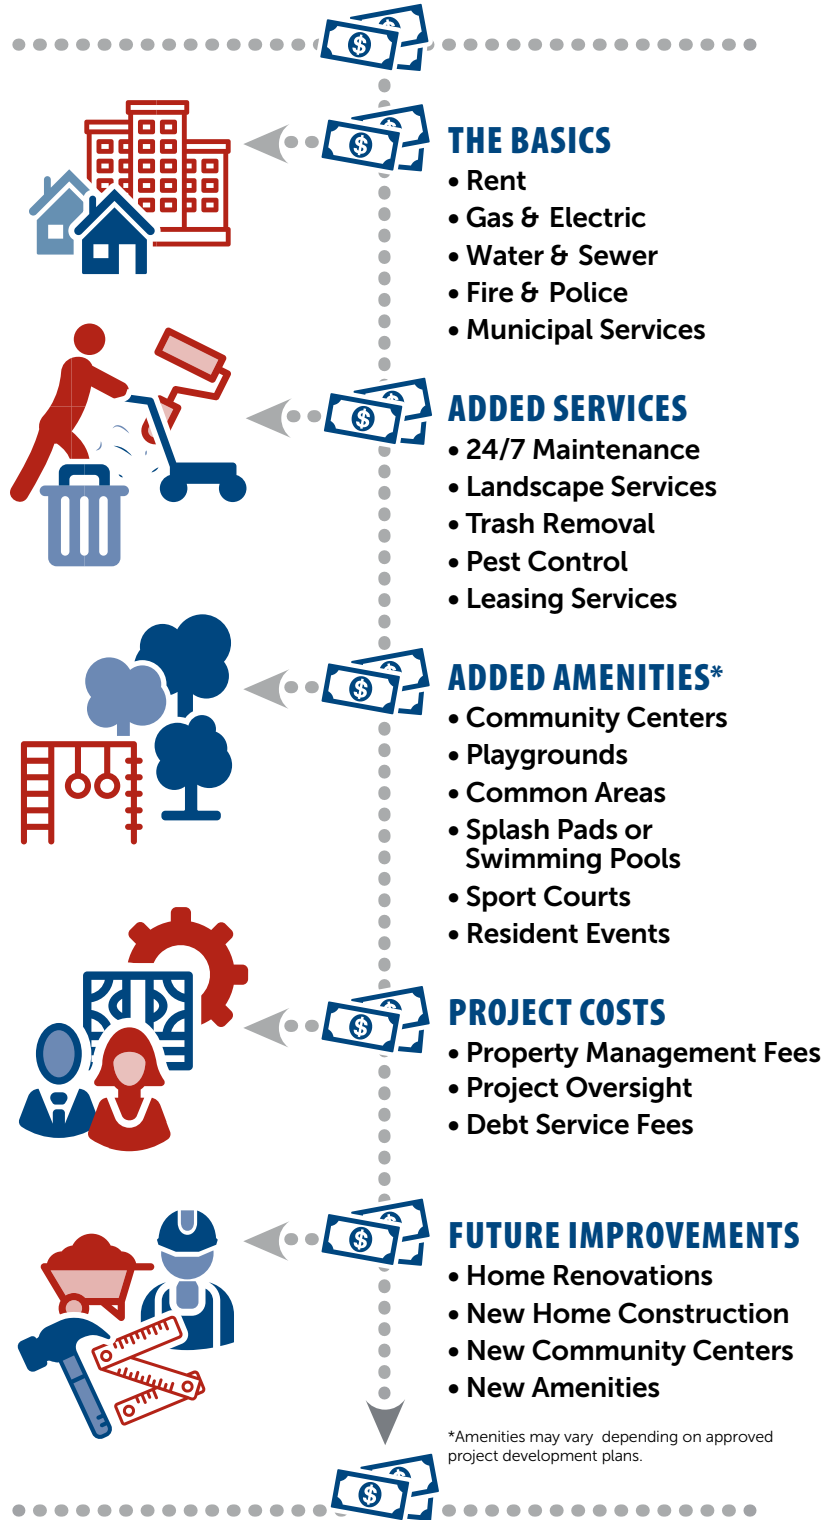 THE BASICS
• Rent
• Gas & Electric
• Water & Sewer
• Fire & Police
• Municipal Services
ADDED SERVICES
• 24/7 Maintenance
• Landscape Services
• Trash Removal
• Pest Control
• Leasing Services
ADDED AMENITIES*
• Community Centers
• Playgrounds
• Common Areas
• Splash Pads or
Swimming Pools
• Sport Courts
• Resident Events
PROJECT COSTS
• Property Management Fees
• Project Oversight
• Debt Service Fees
FUTURE IMPROVEMENTS
• Home Renovations
• New Home Construction
• New Community Centers
• New Amenities
*Amenities may vary depending on approved
project development plans.